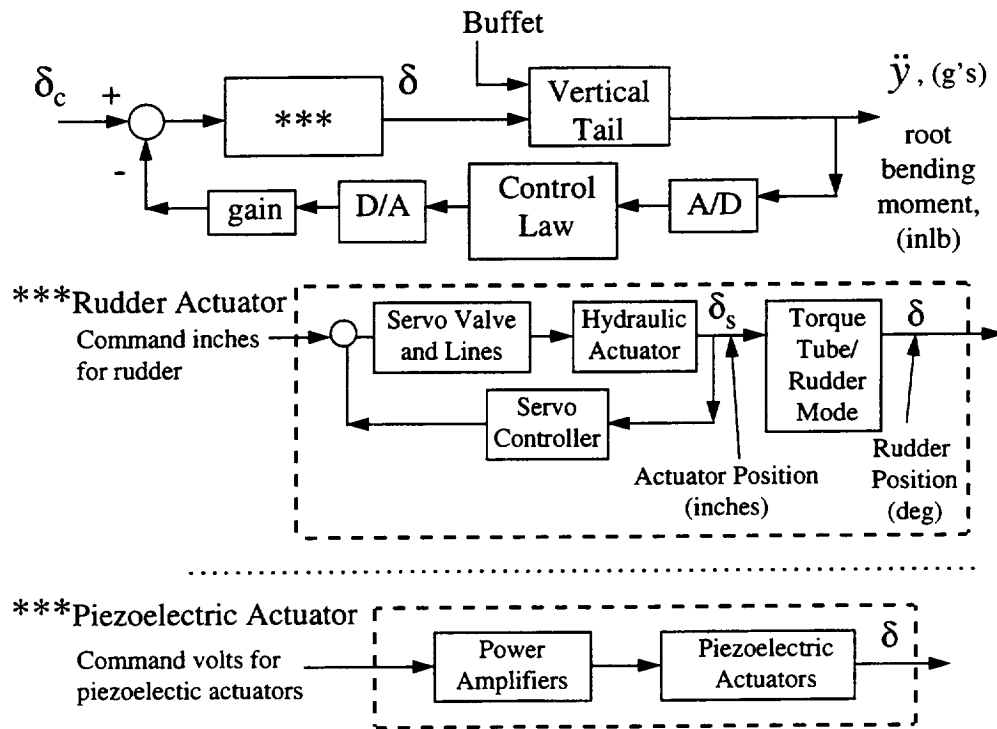 Buffet
δc
+
-
***
δ
Vertical
Tail
ÿ, (g's)
root
bending
moment,
(inlb)
gain
D/A
Control
Law
A/D
***Rudder Actuator
Command inches
for rudder
Servo Valve
and Lines
Hydraulic
Actuator
δs
Torque
Tube/
Rudder
Mode
δ
Servo
Controller
Actuator Position
(inches)
Rudder
Position
(deg)
***Piezoelectric Actuator
Command volts for
piezoelectic actuators
Power
Amplifiers
Piezoelectric
Actuators
δ